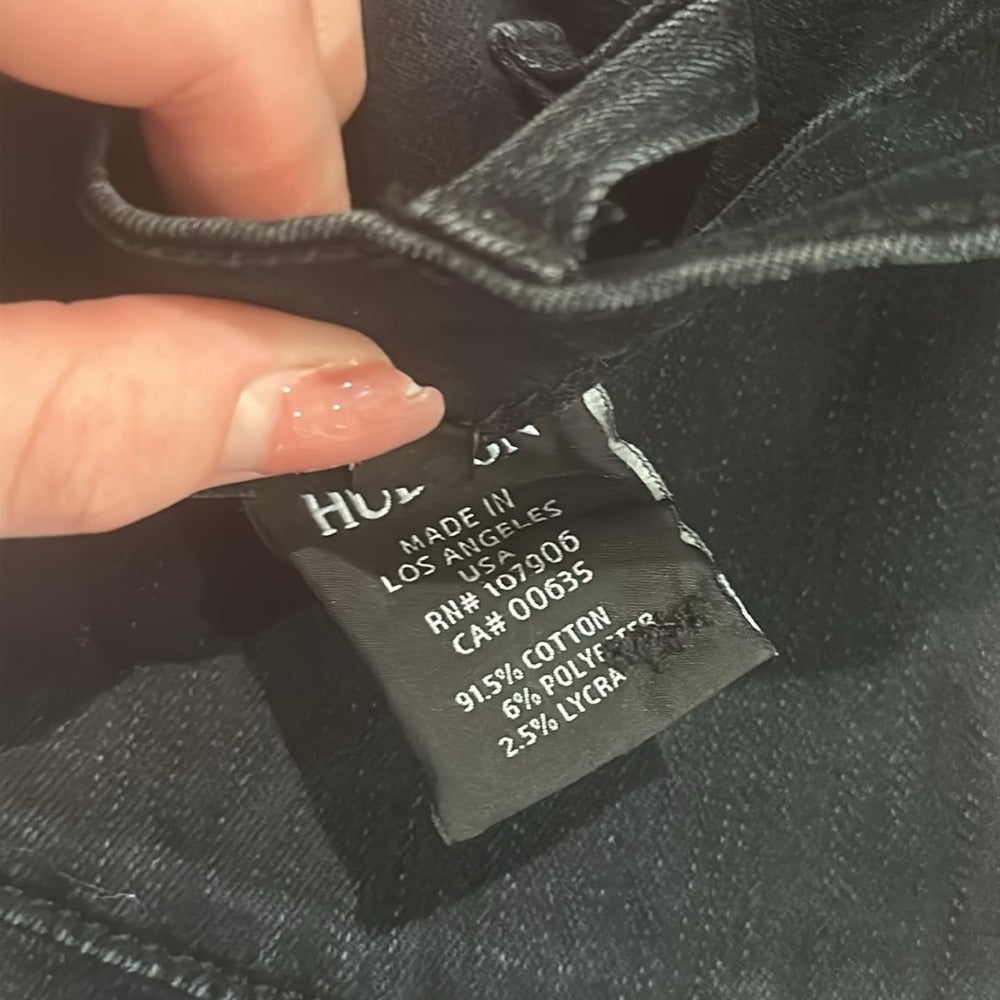 MADE IN
LOS ANGELES
USA
RN# 107906
CA# 00635
91.5% COTTON
6% POLYESTER
2.5% LYCRA